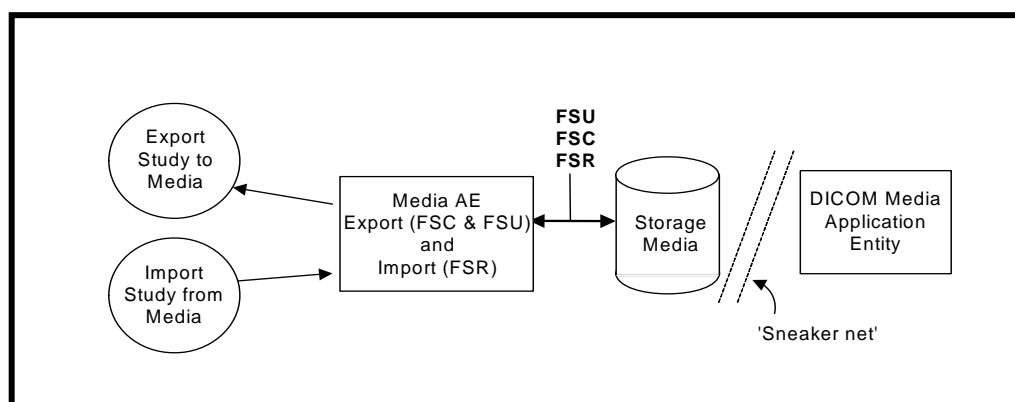 Export
Study to
Media
Import
Study from
Media
Media AE
Export (FSC & FSU)
and
Import (FSR)
FSU
FSC
FSR
Storage
Media
'Sneaker net'
DICOM Media
Application
Entity